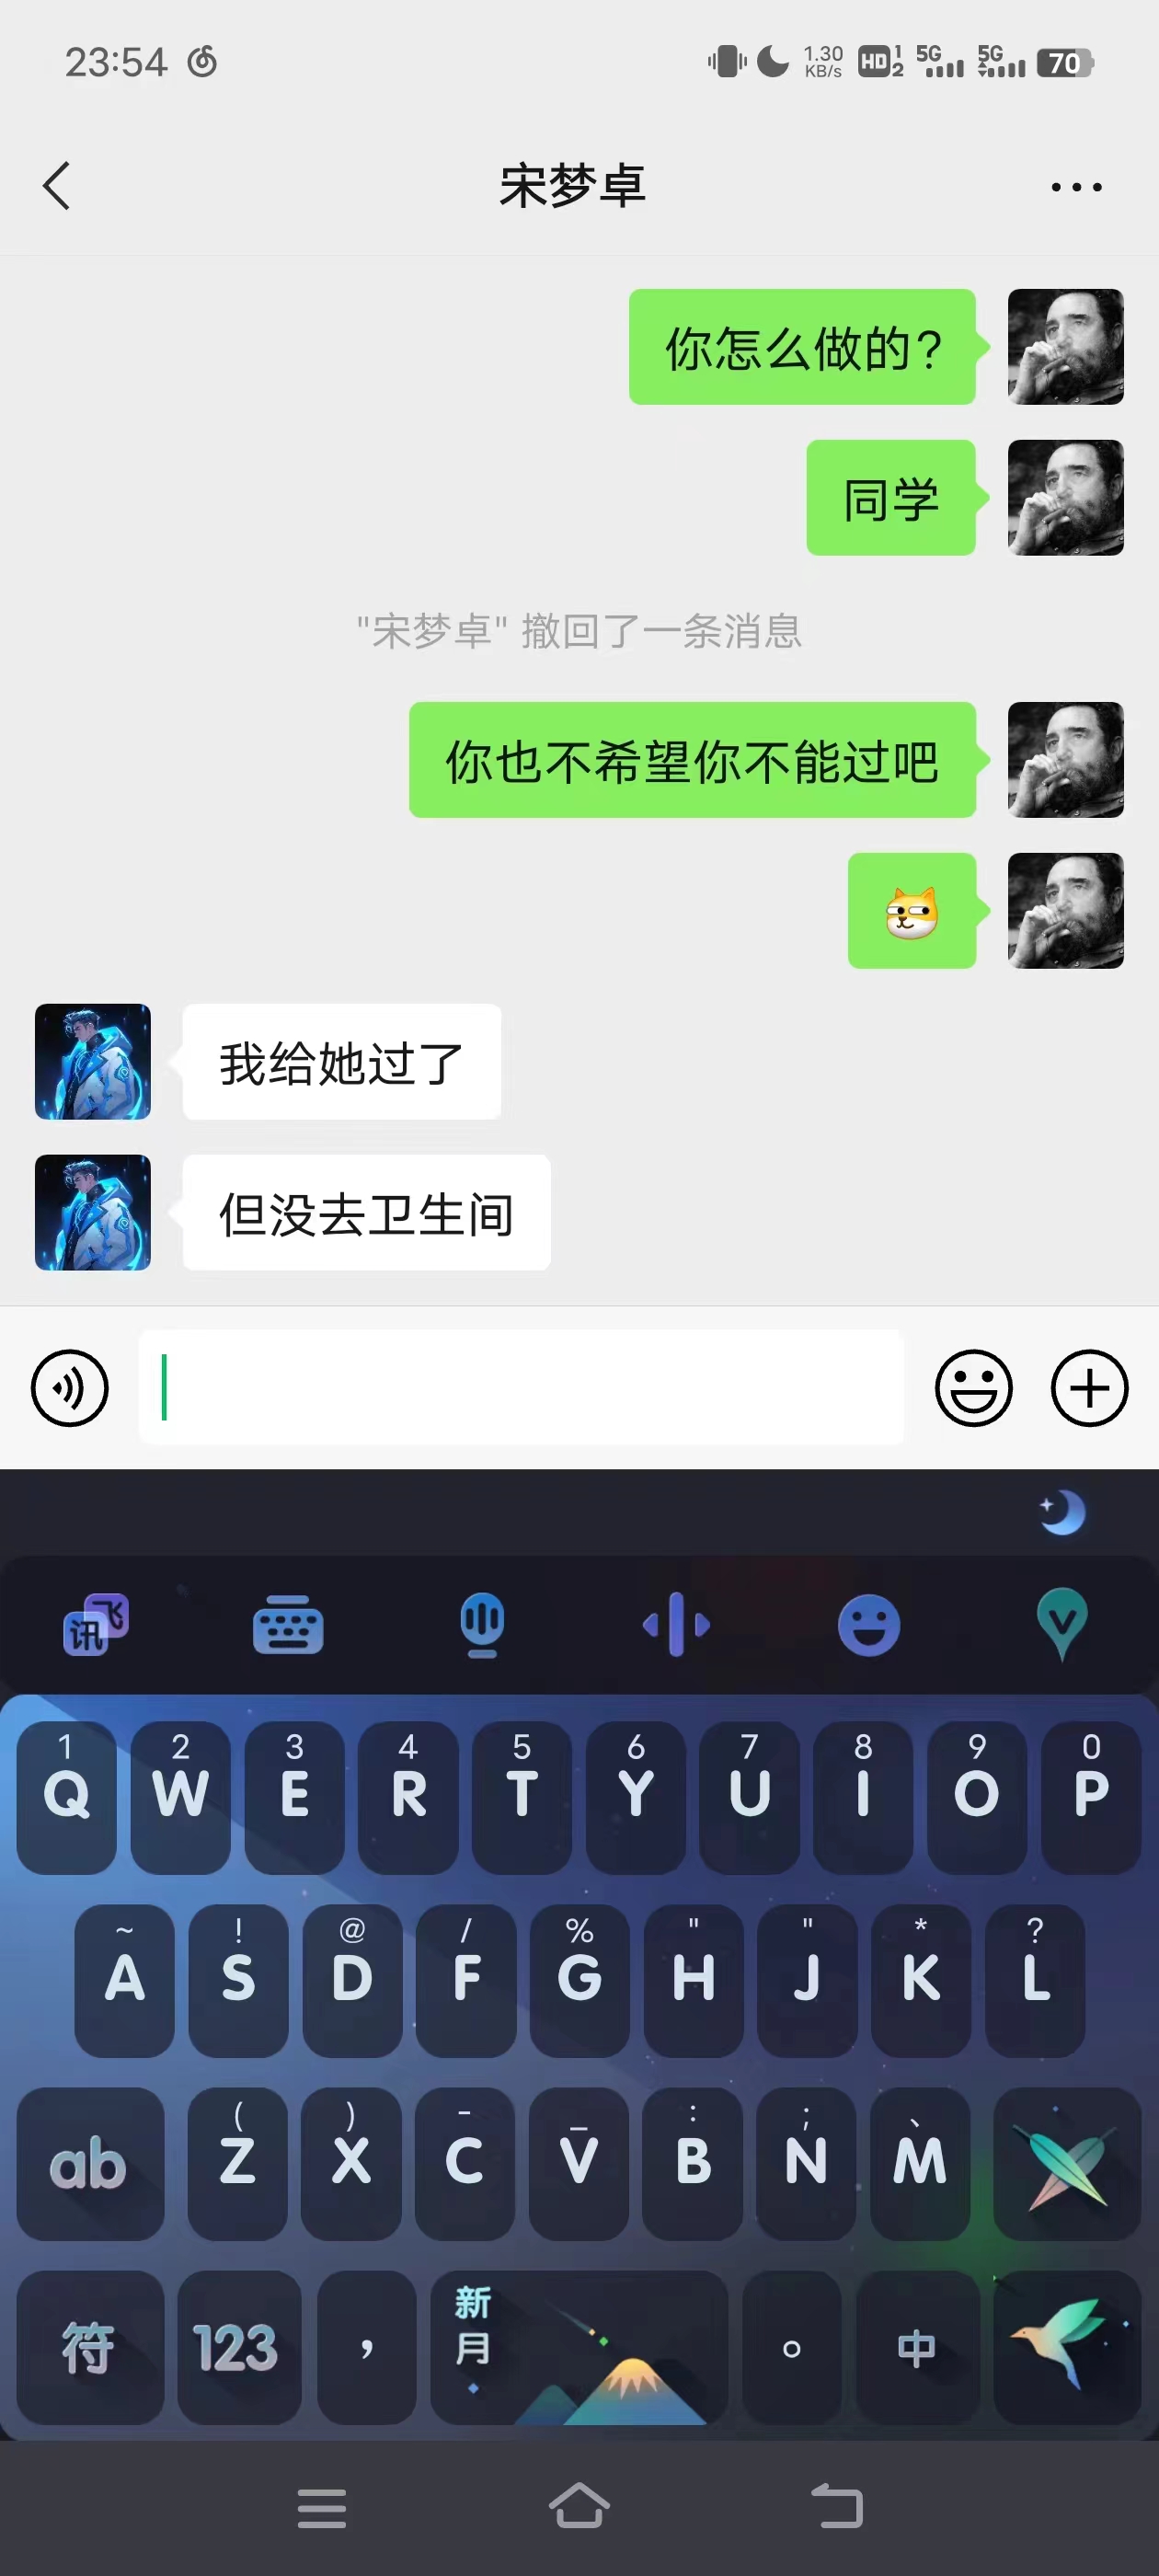 23:54
1.30
KB/s
HD 1 2
5G
5G
70
宋梦卓
你怎么做的?
同学
"宋梦卓" 撤回了一条消息
你也不希望你不能过吧
我给她过了
但没去卫生间
讯飞
1 2 3 4 5 6 7 8 9 0
Q W E R T Y U I O P
~ ! @ / % " " * ?
A S D F G H J K L
( ) - _ : ; 、
ab Z X C V B N M
符 123 , 新月 。 中